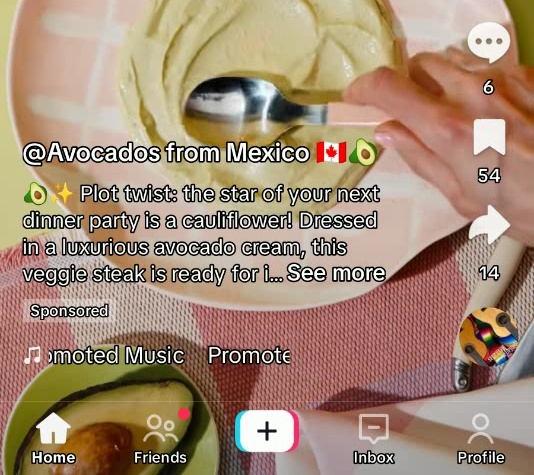 6
@Avocados from Mexico 🇨🇦🥑
54
🥑✨ Plot twist: the star of your next
dinner party is a cauliflower! Dressed
in a luxurious avocado cream, this
veggie steak is ready for i... See more
14
Sponsored
omoted Music Promote
Home
Friends
Inbox
Profile